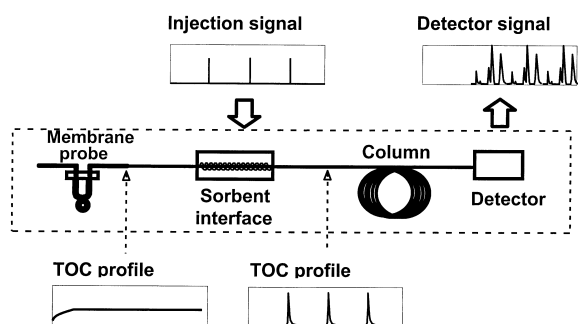 Injection signal
Detector signal
Membrane
probe
Column
Sorbent
interface
Detector
TOC profile
TOC profile